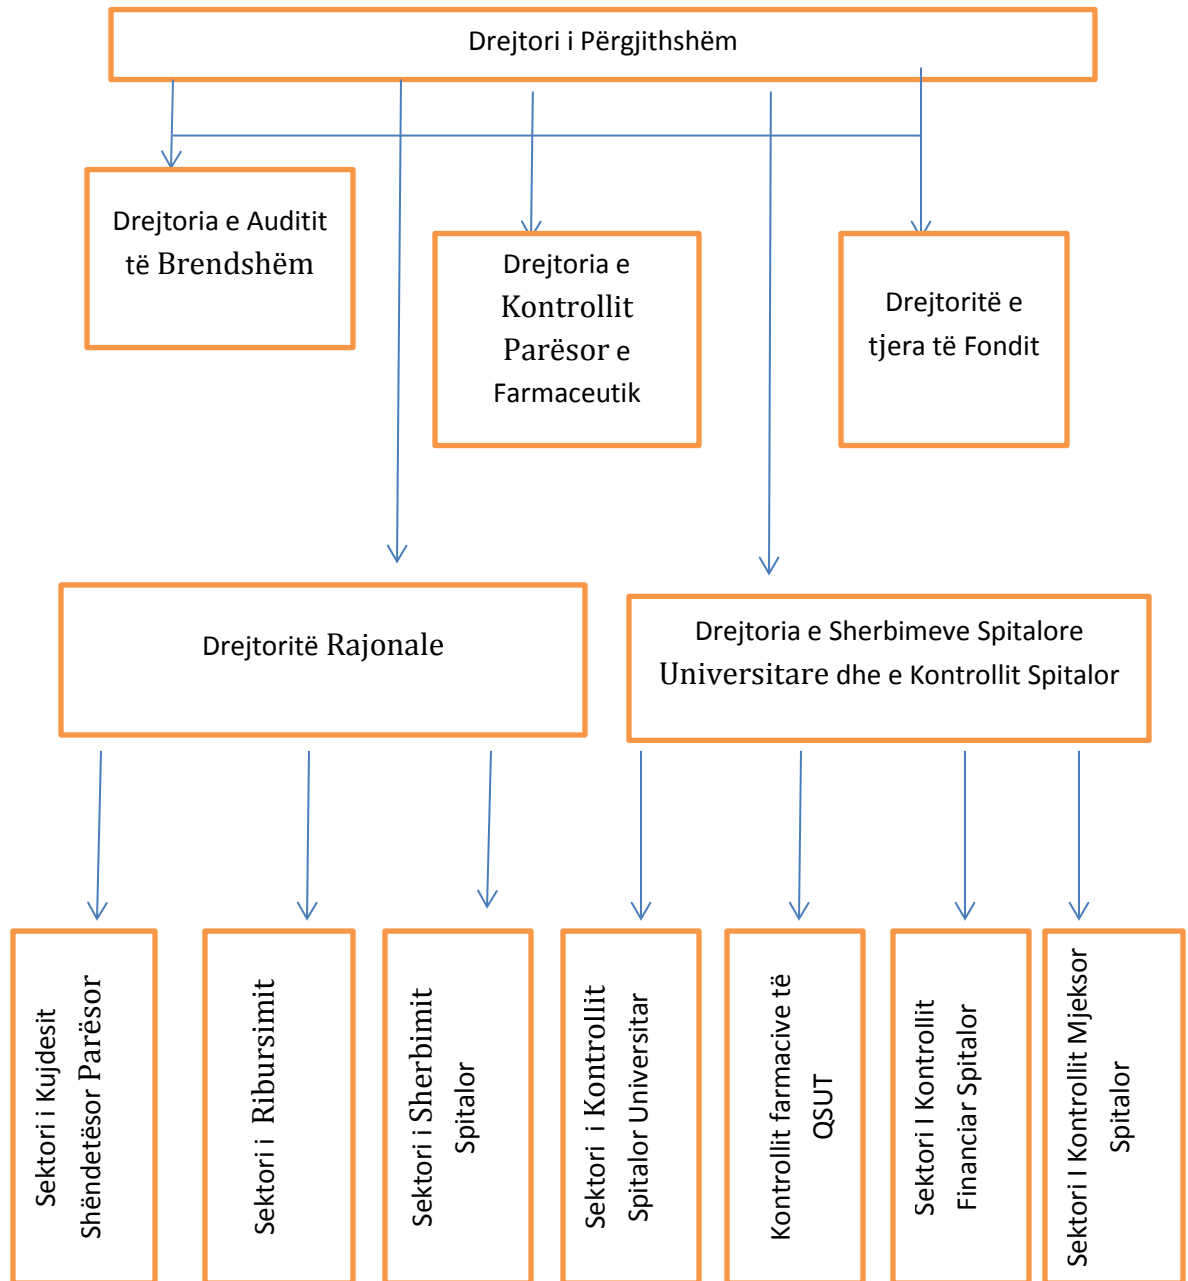 Drejtori i Përgjithshëm
Drejtoria e Auditit
të Brendshëm
Drejtoria e
Kontrollit
Parësor e
Farmaceutik
Drejtoritë e
tjera të Fondit
Drejtoritë Rajonale
Drejtoria e Sherbimeve Spitalore
Universitare dhe e Kontrollit Spitalor
Sektori i Kujdesit
Shëndetësor Parësor
Sektori i Ribursimit
Sektori i Sherbimit
Spitalor
Sektori i Kontrollit
Spitalor Universitar
Kontrollit farmacive të
QSUT
Sektori I Kontrollit
Financiar Spitalor
Sektori I Kontrollit Mjeksor
Spitalor